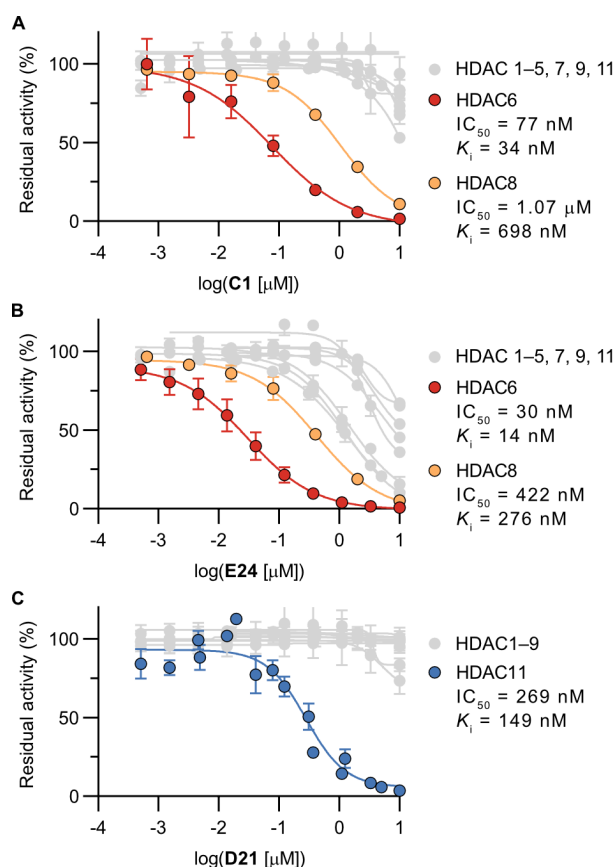 A
Residual activity (%)
100
50
0
-4 -3 -2 -1 0 1
log(C1 [μM])
HDAC 1–5, 7, 9, 11
HDAC6
IC50 = 77 nM
Ki = 34 nM
HDAC8
IC50 = 1.07 μM
Ki = 698 nM
B
Residual activity (%)
100
50
0
-4 -3 -2 -1 0 1
log(E24 [μM])
HDAC 1–5, 7, 9, 11
HDAC6
IC50 = 30 nM
Ki = 14 nM
HDAC8
IC50 = 422 nM
Ki = 276 nM
C
Residual activity (%)
100
50
0
-4 -3 -2 -1 0 1
log(D21 [μM])
HDAC1–9
HDAC11
IC50 = 269 nM
Ki = 149 nM